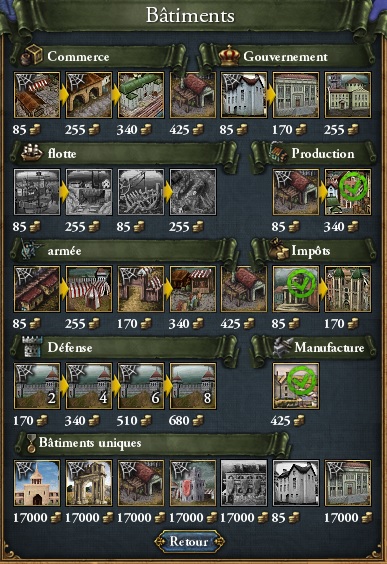 Bâtiments
Commerce
Gouvernement
85 255 340 425 85 170 255
flotte
Production
85 255 85 255 85 340
armée
Impôts
85 255 170 340 425 85 170
Défense
Manufacture
2 4 6 8
170 340 510 680 425
Bâtiments uniques
17000 17000 17000 17000 17000 85 17000
Retour